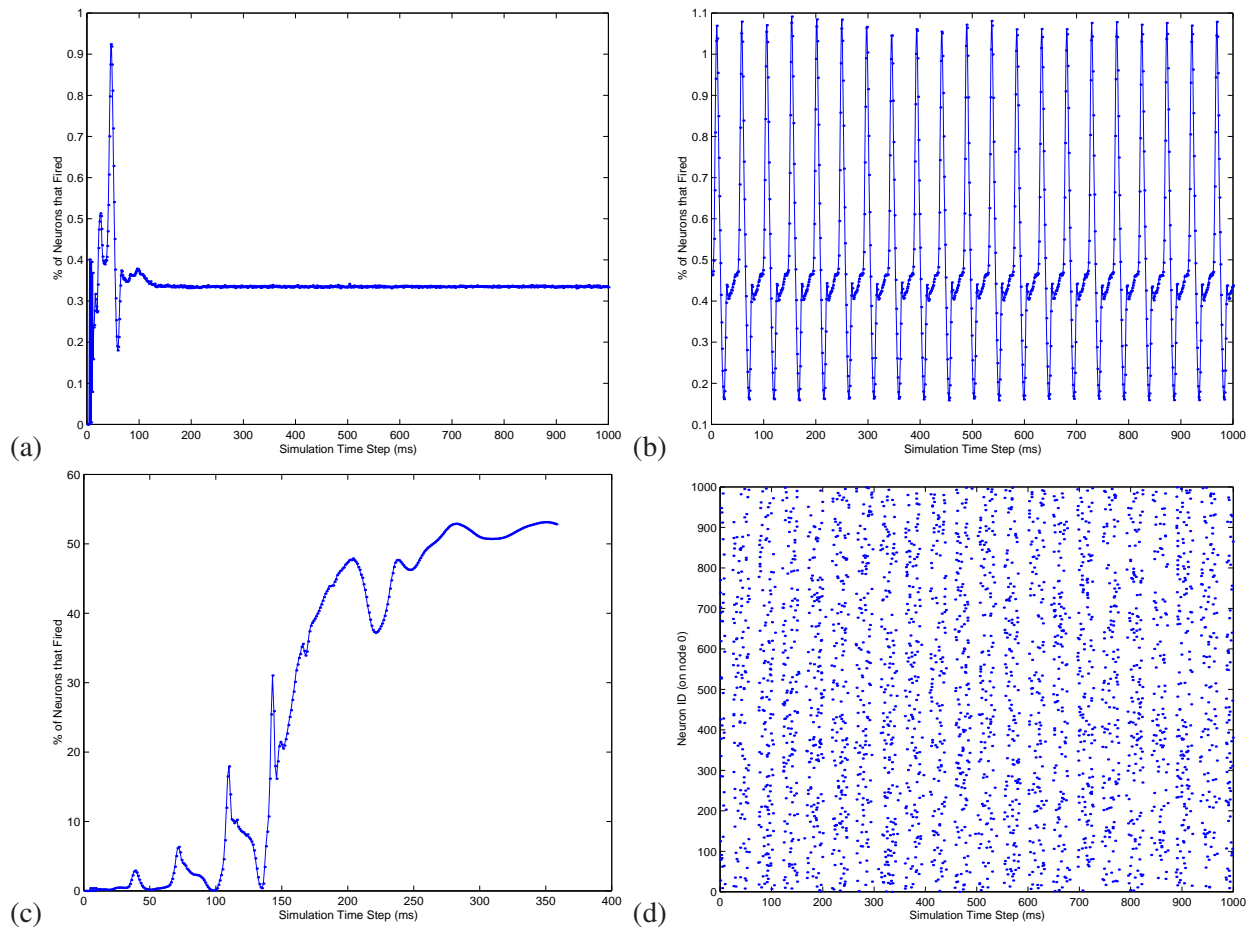 1
0.9
0.8
0.7
0.6
0.5
0.4
0.3
0.2
0.1
0
% of Neurons that Fired
0 100 200 300 400 500 600 700 800 900 1000
Simulation Time Step (ms)
(a)
1.1
1
0.9
0.8
0.7
0.6
0.5
0.4
0.3
0.2
0.1
% of Neurons that Fired
0 100 200 300 400 500 600 700 800 900 1000
Simulation Time Step (ms)
(b)
60
50
40
30
20
10
0
% of Neurons that Fired
0 50 100 150 200 250 300 350 400
Simulation Time Step (ms)
(c)
1000
900
800
700
600
500
400
300
200
100
0
Neuron ID (on node 0)
0 100 200 300 400 500 600 700 800 900 1000
Simulation Time Step (ms)
(d)